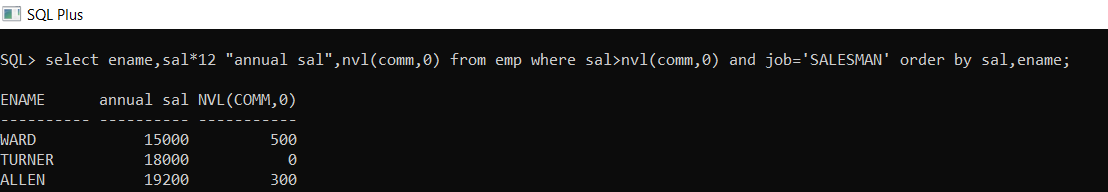 SQL Plus
SQL> select ename,sal*12 "annual sal",nvl(comm,0) from emp where sal>nvl(comm,0) and job='SALESMAN' order by sal,ename;
ENAME      annual sal NVL(COMM,0)
---------- ---------- -----------
WARD            15000         500
TURNER          18000           0
ALLEN           19200         300